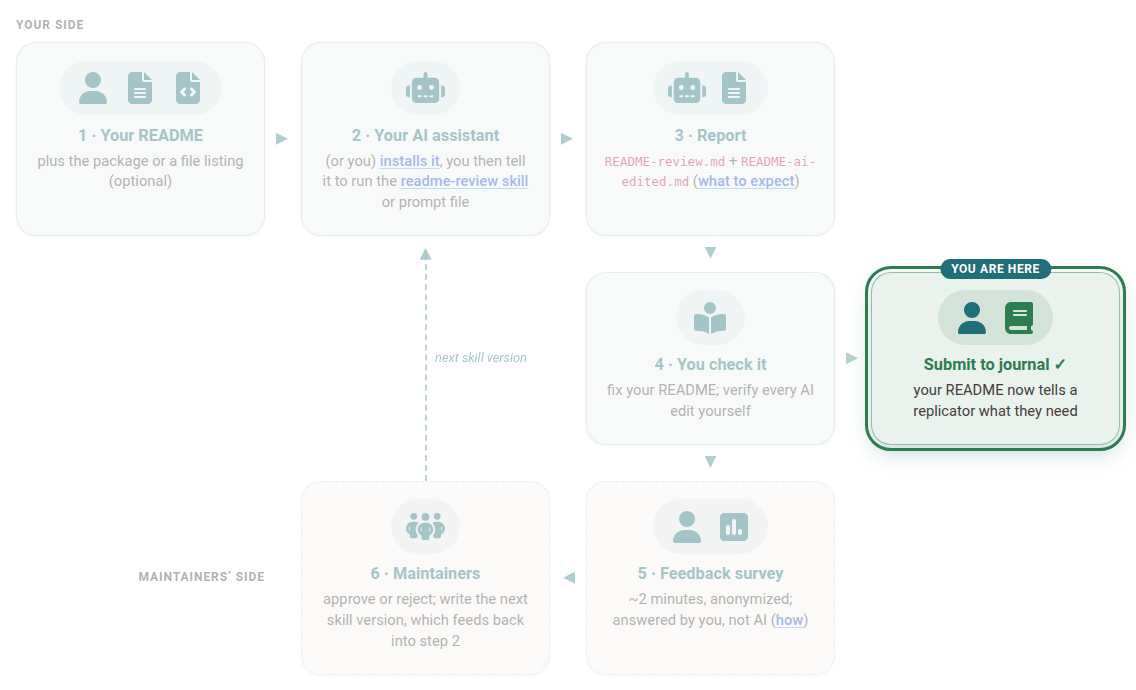 YOUR SIDE
1 · Your README
plus the package or a file listing
(optional)
2 · Your AI assistant
(or you) installs it, you then tell
it to run the readme-review skill
or prompt file
3 · Report
README-review.md + README-ai-
edited.md (what to expect)
next skill version
4 · You check it
fix your README; verify every AI
edit yourself
YOU ARE HERE
Submit to journal ✓
your README now tells a
replicator what they need
MAINTAINERS' SIDE
6 · Maintainers
approve or reject; write the next
skill version, which feeds back
into step 2
5 · Feedback survey
~2 minutes, anonymized;
answered by you, not AI (how)